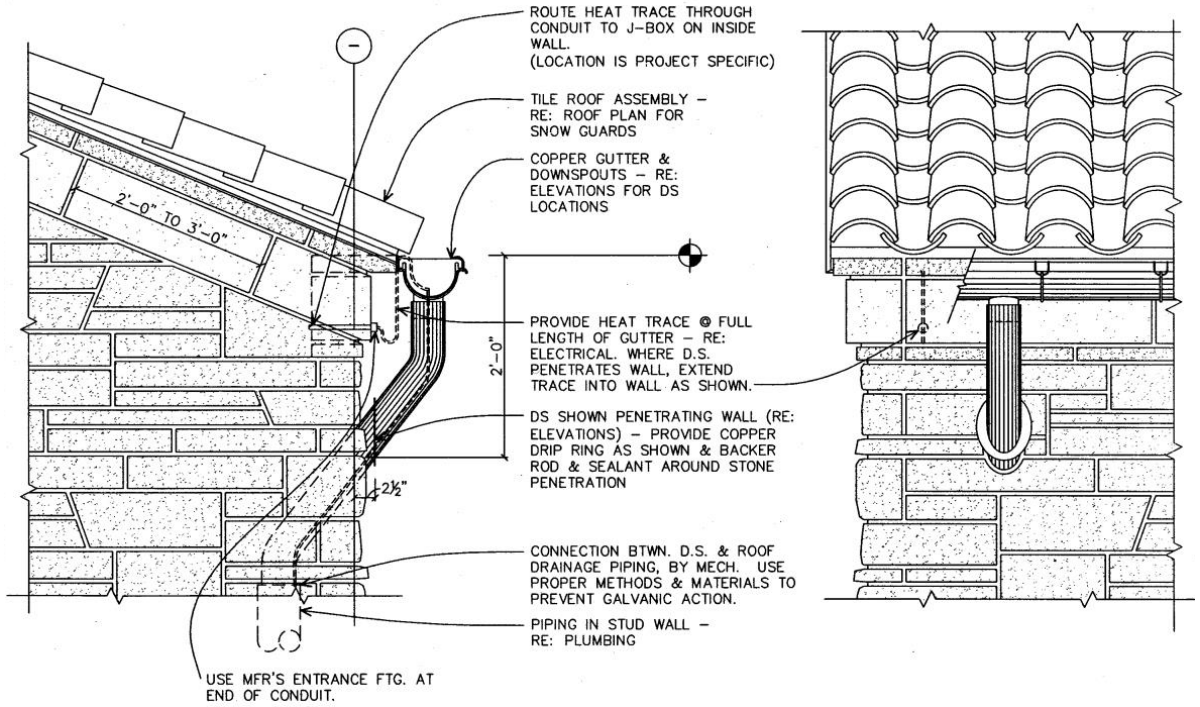 ROUTE HEAT TRACE THROUGH
CONDUIT TO J-BOX ON INSIDE
WALL.
(LOCATION IS PROJECT SPECIFIC)
TILE ROOF ASSEMBLY –
RE: ROOF PLAN FOR
SNOW GUARDS
COPPER GUTTER &
DOWNSPOUTS – RE:
ELEVATIONS FOR DS
LOCATIONS
2'-0" TO 3'-0"
PROVIDE HEAT TRACE @ FULL
LENGTH OF GUTTER – RE:
ELECTRICAL. WHERE D.S.
PENETRATES WALL, EXTEND
TRACE INTO WALL AS SHOWN.
2'-0"
DS SHOWN PENETRATING WALL (RE:
ELEVATIONS) – PROVIDE COPPER
DRIP RING AS SHOWN & BACKER
ROD & SEALANT AROUND STONE
PENETRATION
2½"
CONNECTION BTWN. D.S. & ROOF
DRAINAGE PIPING, BY MECH. USE
PROPER METHODS & MATERIALS TO
PREVENT GALVANIC ACTION.
PIPING IN STUD WALL –
RE: PLUMBING
USE MFR'S ENTRANCE FTG. AT
END OF CONDUIT.